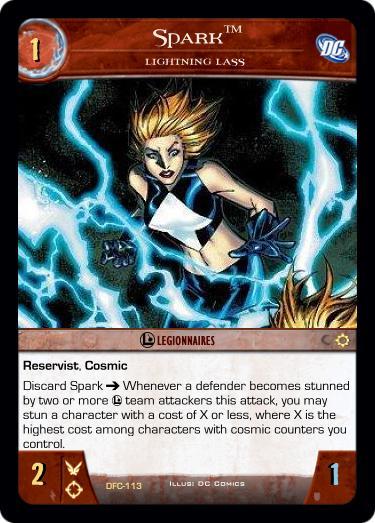 1
SPARK™
DC
LIGHTNING LASS
LEGIONNAIRES
Reservist, Cosmic
Discard Spark ➔ Whenever a defender becomes stunned
by two or more L team attackers this attack, you may
stun a character with a cost of X or less, where X is the
highest cost among characters with cosmic counters you
control.
2
DFC-113
ILLUS: DC COMICS
1